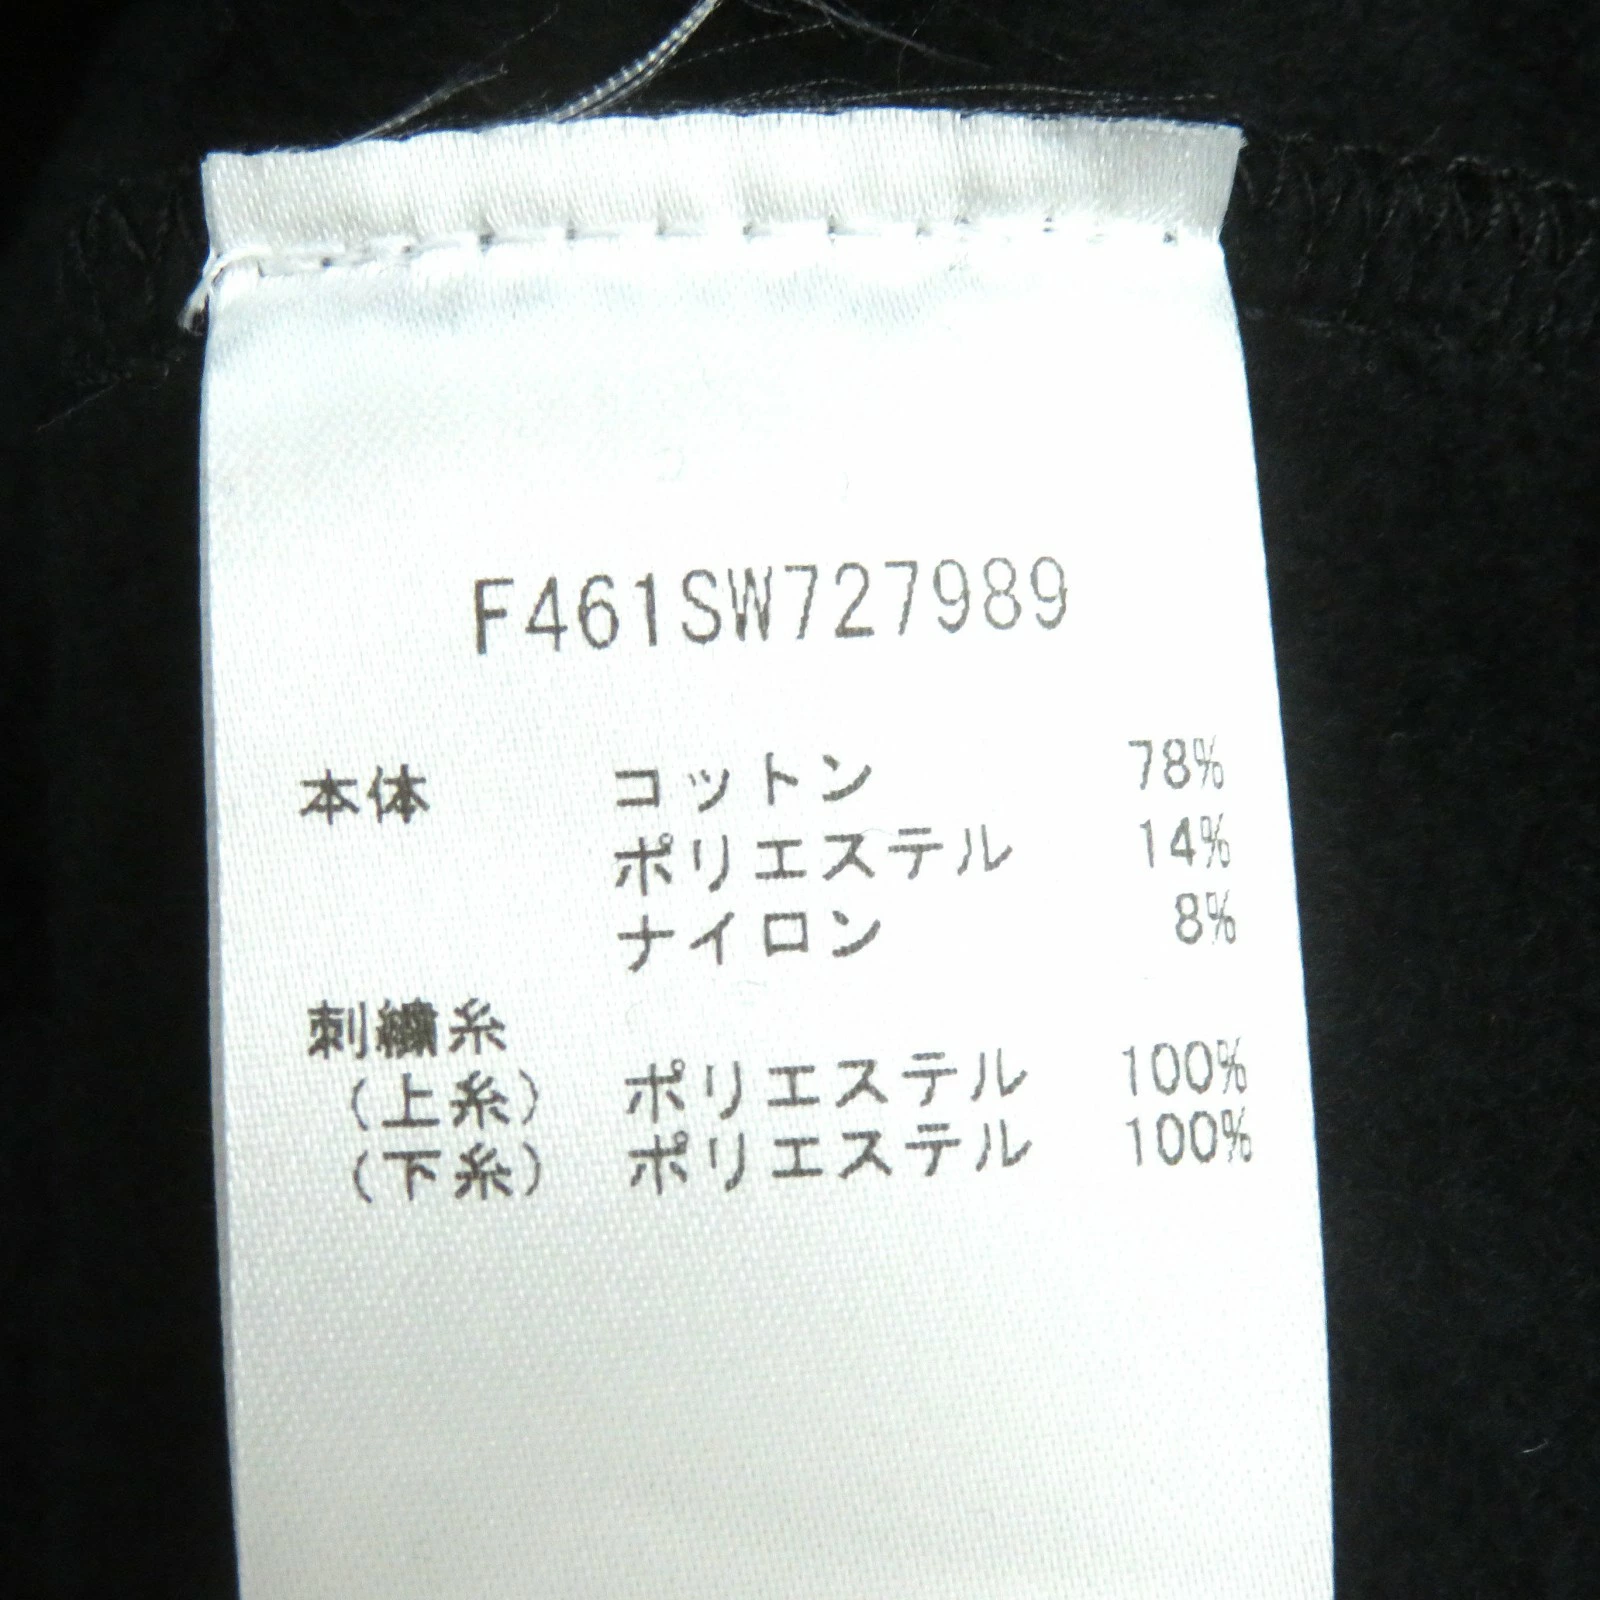 F461SW727989
本体 コットン 78%
ポリエステル 14%
ナイロン 8%
刺繍糸
(上糸) ポリエステル 100%
(下糸) ポリエステル 100%